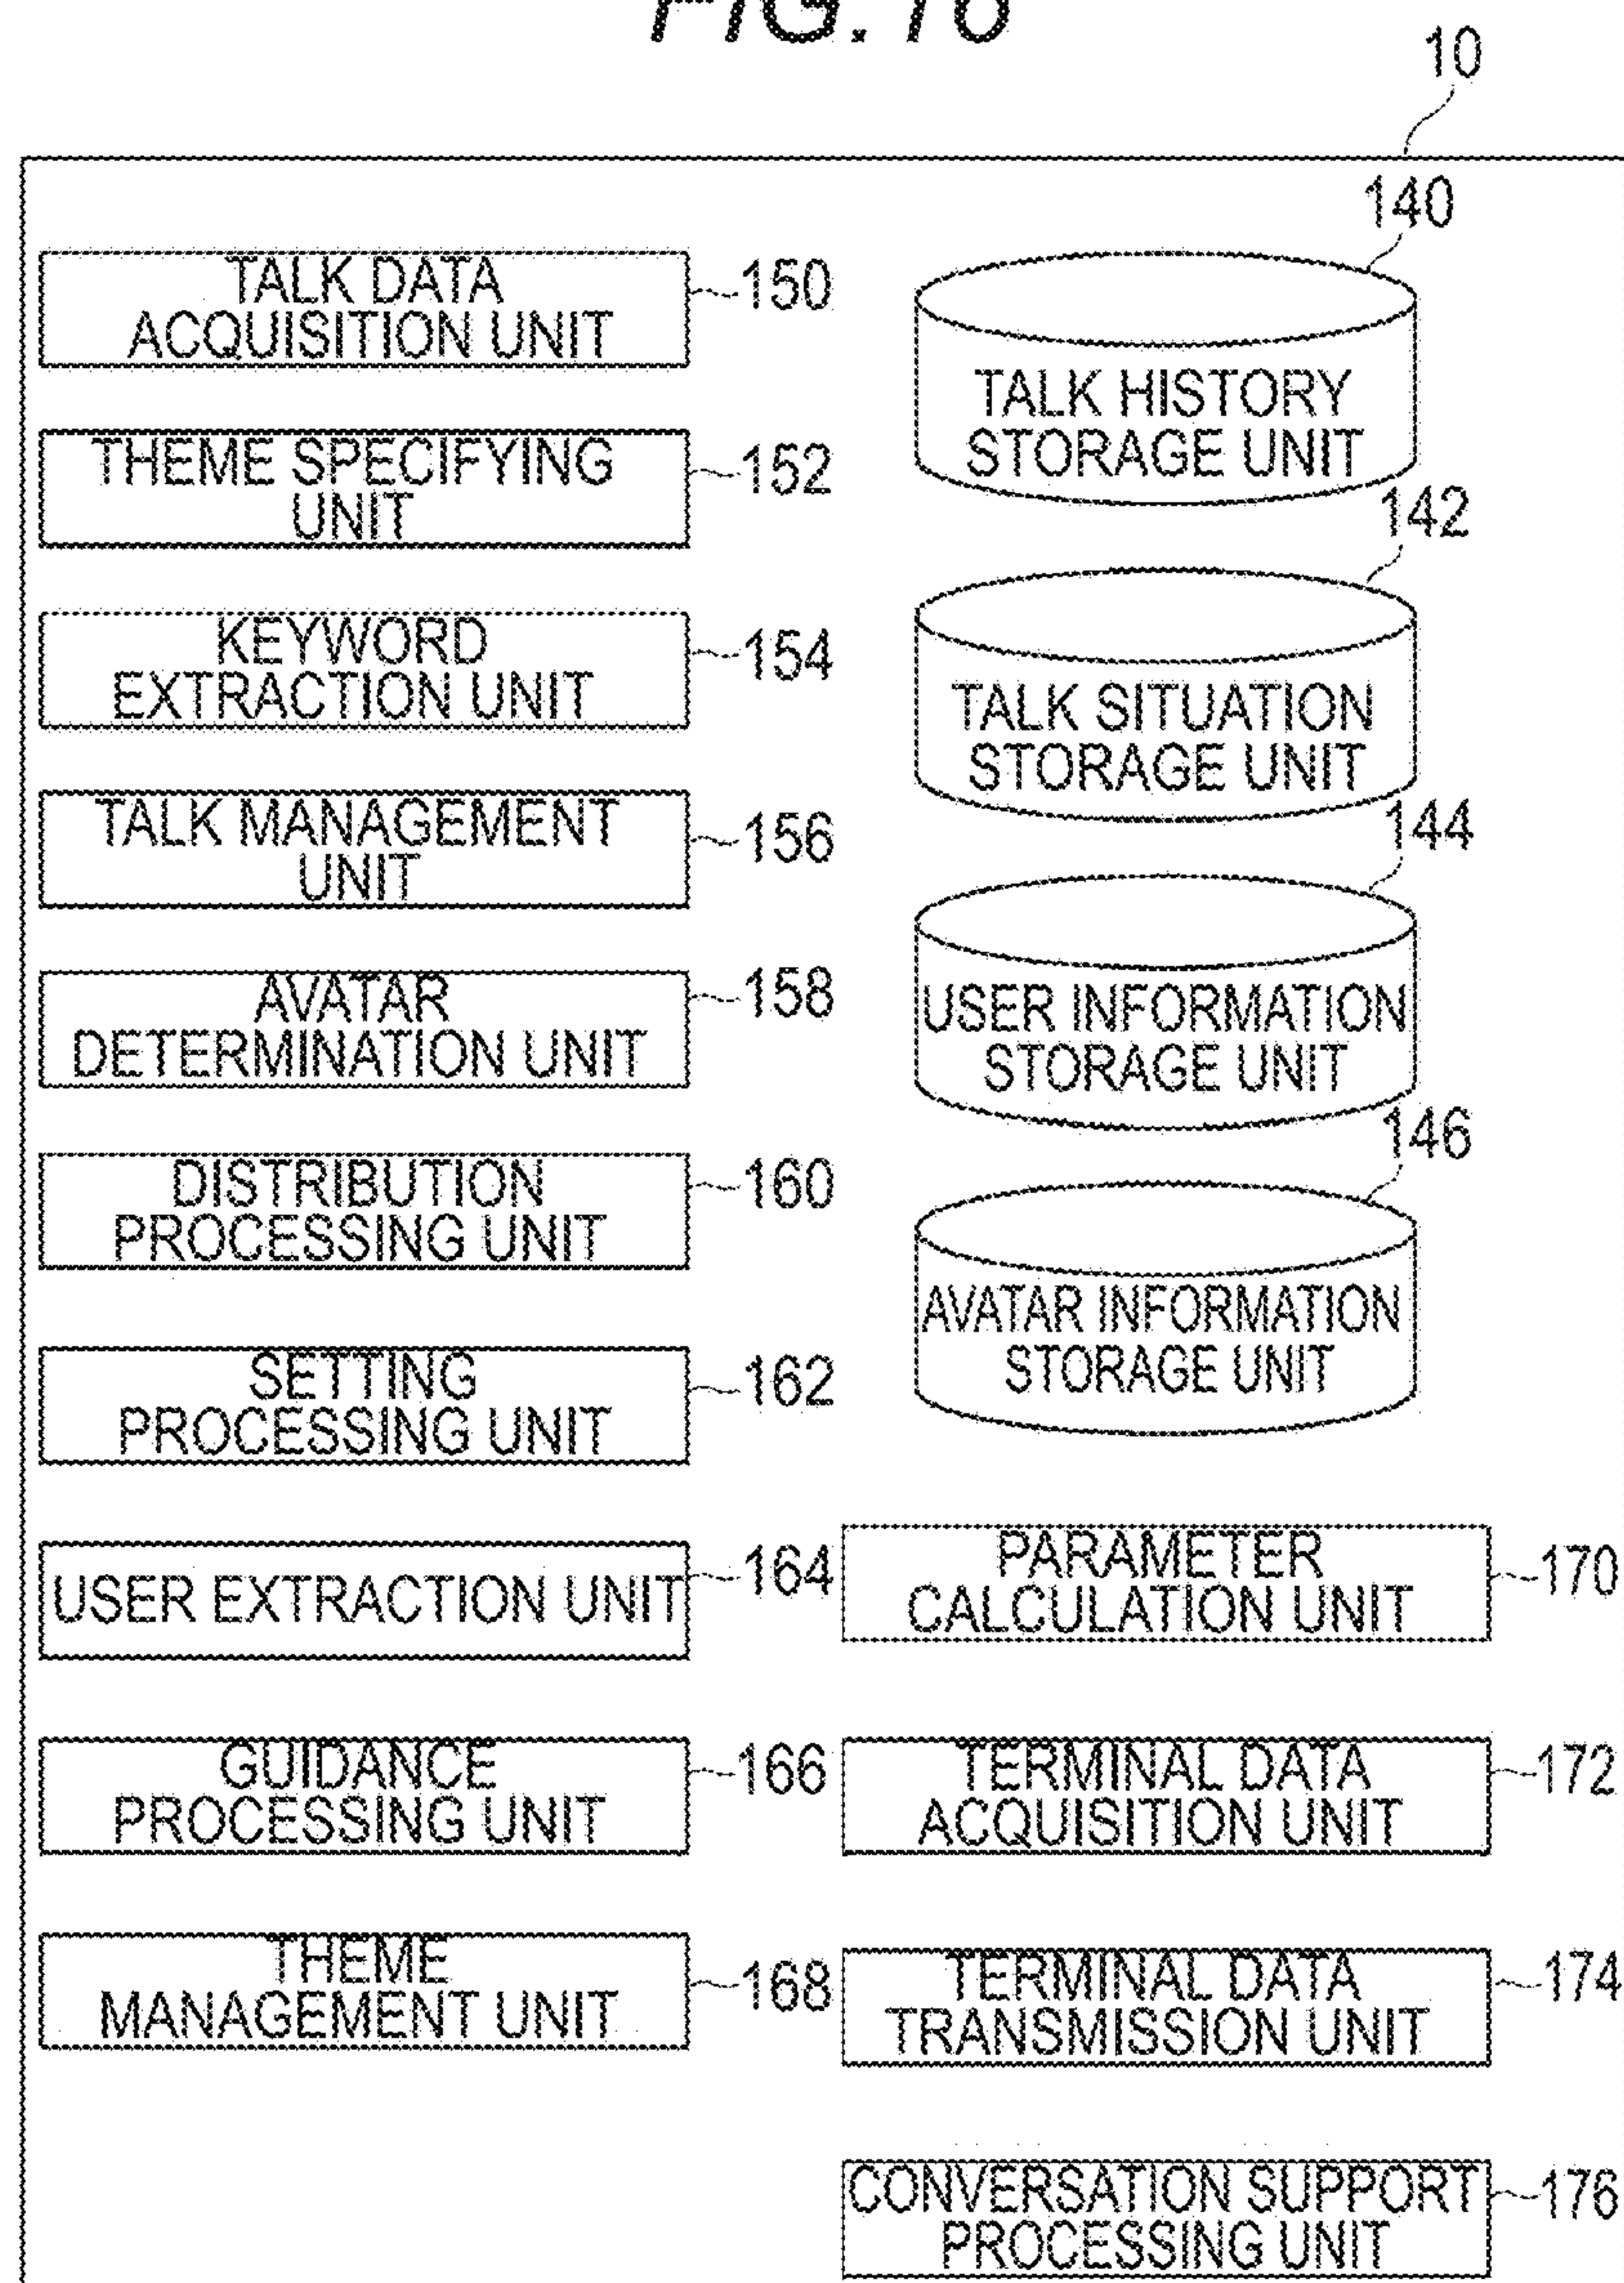 FIG.
10
140
TALK DATA
ACQUISITION UNIT
150
TALK HISTORY
STORAGE UNIT
THEME SPECIFYING
UNIT
152
142
KEYWORD
EXTRACTION UNIT
154
TALK SITUATION
STORAGE UNIT
TALK MANAGEMENT
UNIT
156
144
AVATAR
DETERMINATION UNIT
158
USER INFORMATION
STORAGE UNIT
146
DISTRIBUTION
PROCESSING UNIT
160
AVATAR INFORMATION
STORAGE UNIT
SETTING
PROCESSING UNIT
162
USER EXTRACTION UNIT
164
PARAMETER
CALCULATION UNIT
170
GUIDANCE
PROCESSING UNIT
166
TERMINAL DATA
ACQUISITION UNIT
172
THEME
MANAGEMENT UNIT
168
TERMINAL DATA
TRANSMISSION UNIT
174
CONVERSATION SUPPORT
PROCESSING UNIT
176